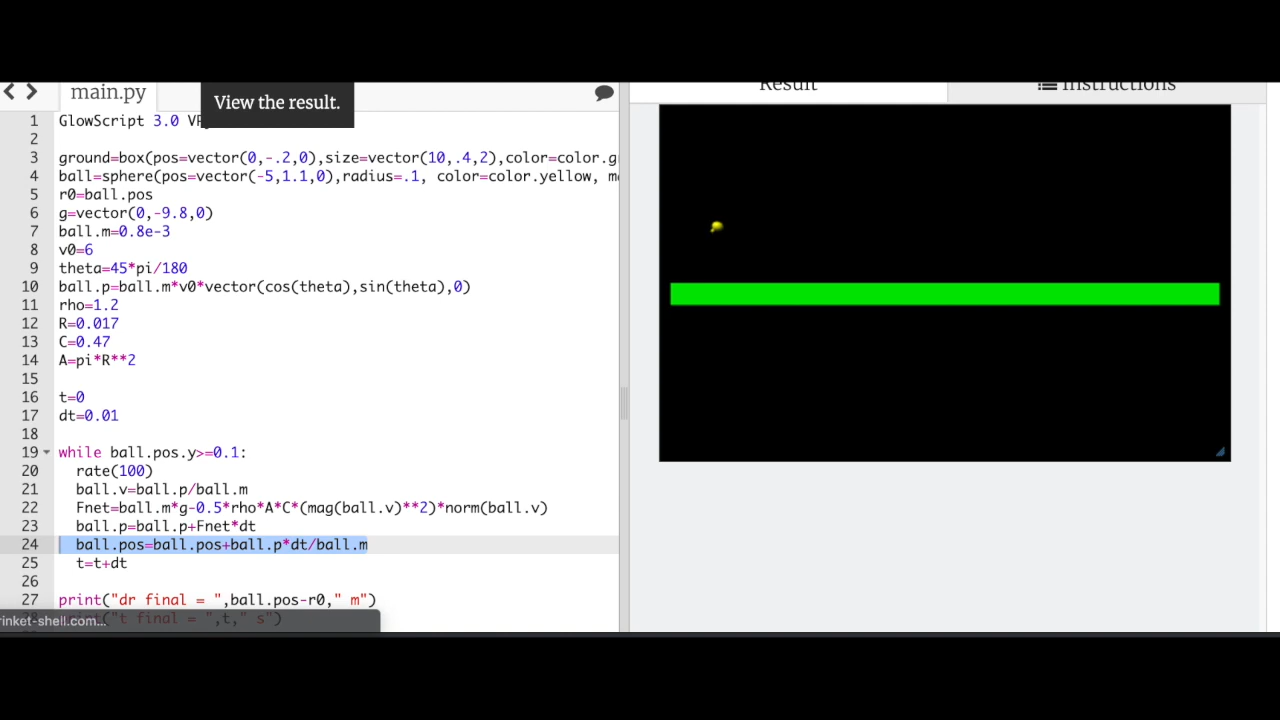 main.py
View the result.
Result
Instructions
1 GlowScript 3.0
2
3 ground=box(pos=vector(0,-.2,0),size=vector(10,.4,2),color=color.g
4 ball=sphere(pos=vector(-5,1.1,0),radius=.1, color=color.yellow, m
5 r0=ball.pos
6 g=vector(0,-9.8,0)
7 ball.m=0.8e-3
8 v0=6
9 theta=45*pi/180
10 ball.p=ball.m*v0*vector(cos(theta),sin(theta),0)
11 rho=1.2
12 R=0.017
13 C=0.47
14 A=pi*R**2
15
16 t=0
17 dt=0.01
18
19 while ball.pos.y>=0.1:
20 rate(100)
21 ball.v=ball.p/ball.m
22 Fnet=ball.m*g-0.5*rho*A*C*(mag(ball.v)**2)*norm(ball.v)
23 ball.p=ball.p+Fnet*dt
24 ball.pos=ball.pos+ball.p*dt/ball.m
25 t=t+dt
26
27 print("dr final = ",ball.pos-r0," m")
28 print("t final = ",t," s")
rinket-shell.com...